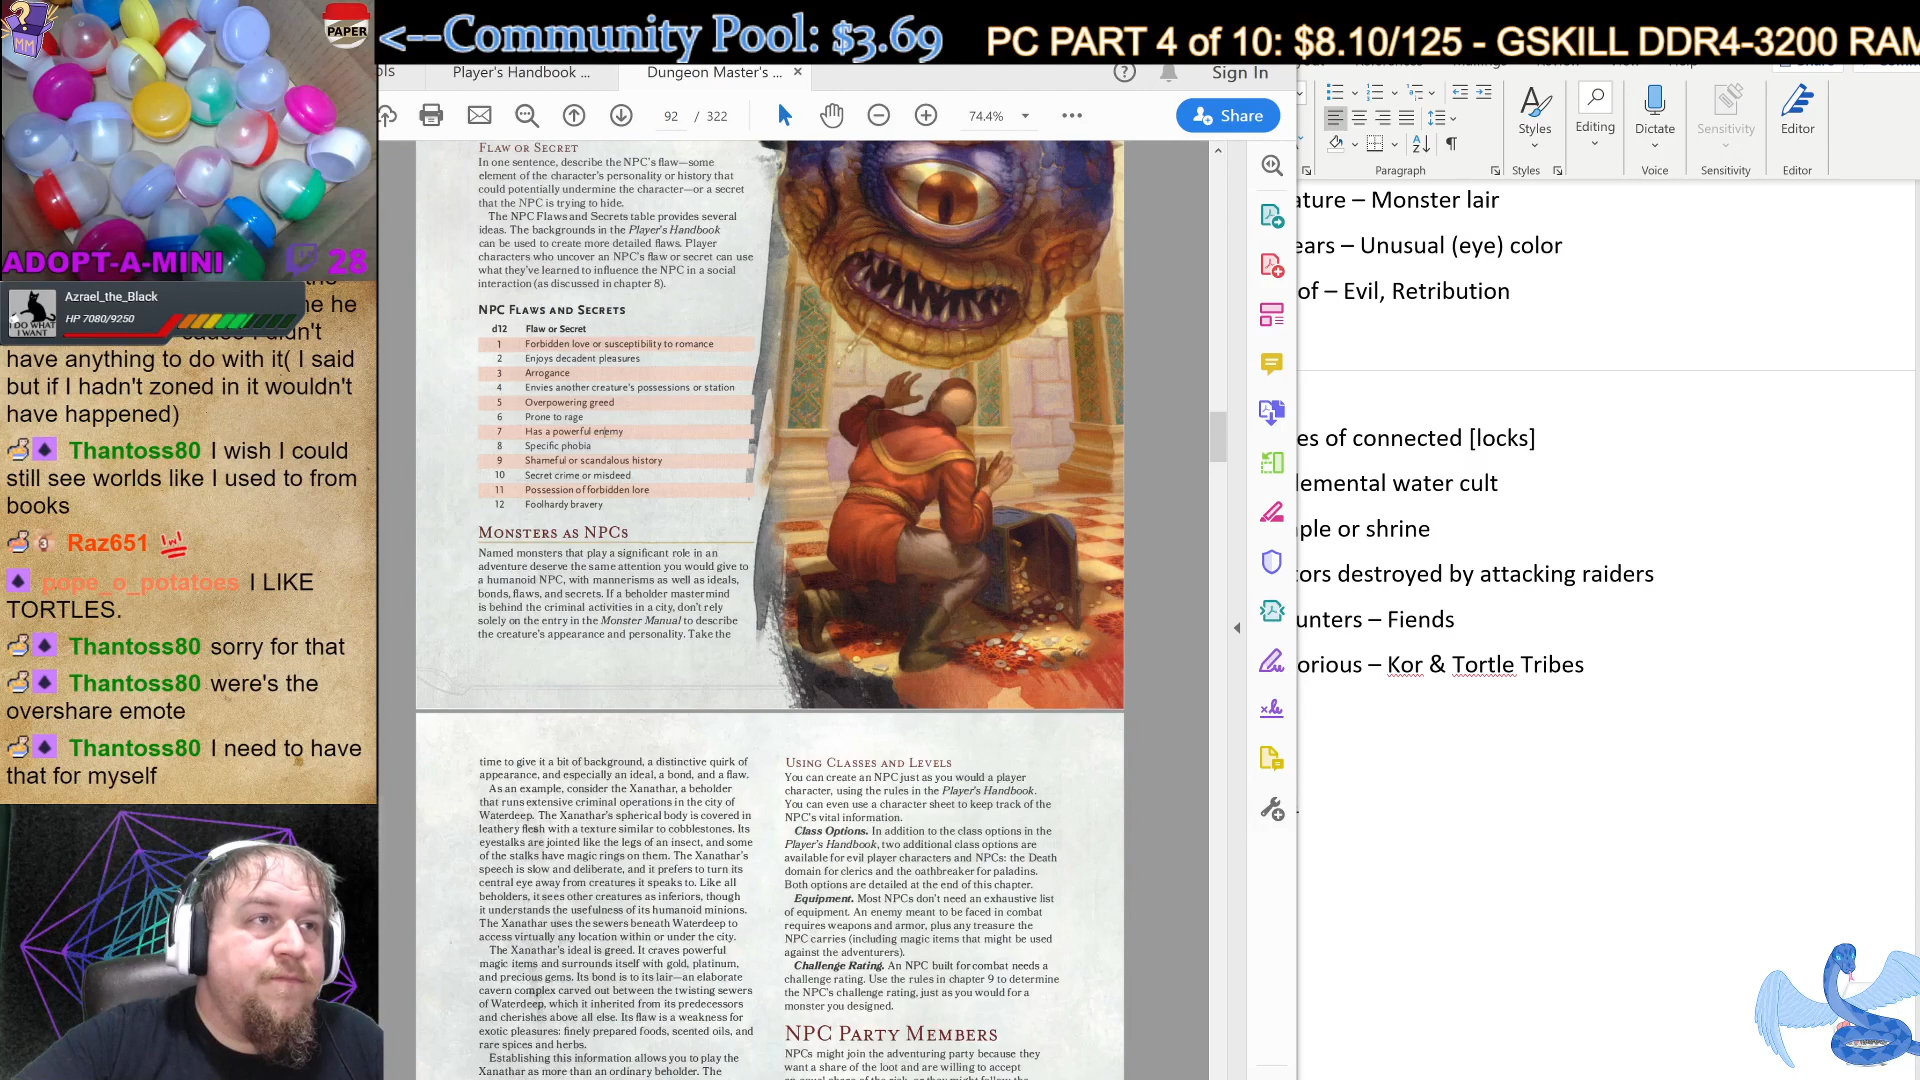 <--Community Pool: $3.69
PC PART 4 of 10: $8.10/125 - GSKILL DDR4-3200 RAM
MM
PAPER
ADOPT-A-MINI 28
Azrael_the_Black
HP 7080/9250
I DO WHAT I WANT
have anything to do with it( I said
but if I hadn't zoned in it wouldn't
have happened)
Thantoss80 I wish I could
still see worlds like I used to from
books
Raz651
pope_o_potatoes I LIKE
TORTLES.
Thantoss80 sorry for that
Thantoss80 were's the
overshare emote
Thantoss80 I need to have
that for myself
ols
Player's Handbook ...
Dungeon Master's ... ×
Sign In
92 / 322
74.4%
Share
FLAW OR SECRET
In one sentence, describe the NPC's flaw—some
element of the character's personality or history that
could potentially undermine the character—or a secret
that the NPC is trying to hide.
The NPC Flaws and Secrets table provides several
ideas. The backgrounds in the Player's Handbook
can be used to create more detailed flaws. Player
characters who uncover an NPC's flaw or secret can use
what they've learned to influence the NPC in a social
interaction (as discussed in chapter 8).
NPC FLAWS AND SECRETS
d12 Flaw or Secret
1 Forbidden love or susceptibility to romance
2 Enjoys decadent pleasures
3 Arrogance
4 Envies another creature's possessions or station
5 Overpowering greed
6 Prone to rage
7 Has a powerful enemy
8 Specific phobia
9 Shameful or scandalous history
10 Secret crime or misdeed
11 Possession of forbidden lore
12 Foolhardy bravery
MONSTERS AS NPCS
Named monsters that play a significant role in an
adventure deserve the same attention you would give to
a humanoid NPC, with mannerisms as well as ideals,
bonds, flaws, and secrets. If a beholder mastermind
is behind the criminal activities in a city, don't rely
solely on the entry in the Monster Manual to describe
the creature's appearance and personality. Take the
time to give it a bit of background, a distinctive quirk of
appearance, and especially an ideal, a bond, and a flaw.
As an example, consider the Xanathar, a beholder
that runs extensive criminal operations in the city of
Waterdeep. The Xanathar's spherical body is covered in
leathery flesh with a texture similar to cobblestones. Its
eyestalks are jointed like the legs of an insect, and some
of the stalks have magic rings on them. The Xanathar's
speech is slow and deliberate, and it prefers to turn its
central eye away from creatures it speaks to. Like all
beholders, it sees other creatures as inferiors, though
it understands the usefulness of its humanoid minions.
The Xanathar uses the sewers beneath Waterdeep to
access virtually any location within or under the city.
The Xanathar's ideal is greed. It craves powerful
magic items and surrounds itself with gold, platinum,
and precious gems. Its bond is to its lair—an elaborate
cavern complex carved out between the twisting sewers
of Waterdeep, which it inherited from its predecessors
and cherishes above all else. Its flaw is a weakness for
exotic pleasures: finely prepared foods, scented oils, and
rare spices and herbs.
Establishing this information allows you to play the
Xanathar as more than an ordinary beholder. The
USING CLASSES AND LEVELS
You can create an NPC just as you would a player
character, using the rules in the Player's Handbook.
You can even use a character sheet to keep track of the
NPC's vital information.
Class Options. In addition to the class options in the
Player's Handbook, two additional class options are
available for evil player characters and NPCs: the Death
domain for clerics and the oathbreaker for paladins.
Both options are detailed at the end of this chapter.
Equipment. Most NPCs don't need an exhaustive list
of equipment. An enemy meant to be faced in combat
requires weapons and armor, plus any treasure the
NPC carries (including magic items that might be used
against the adventurers).
Challenge Rating. An NPC built for combat needs a
challenge rating. Use the rules in chapter 9 to determine
the NPC's challenge rating, just as you would for a
monster you designed.
NPC PARTY MEMBERS
NPCs might join the adventuring party because they
want a share of the loot and are willing to accept
Styles
Editing
Dictate
Sensitivity
Editor
Paragraph
Styles
Voice
Sensitivity
Editor
ature – Monster lair
ears – Unusual (eye) color
of – Evil, Retribution
es of connected [locks]
lemental water cult
ple or shrine
tors destroyed by attacking raiders
unters – Fiends
orious – Kor & Tortle Tribes